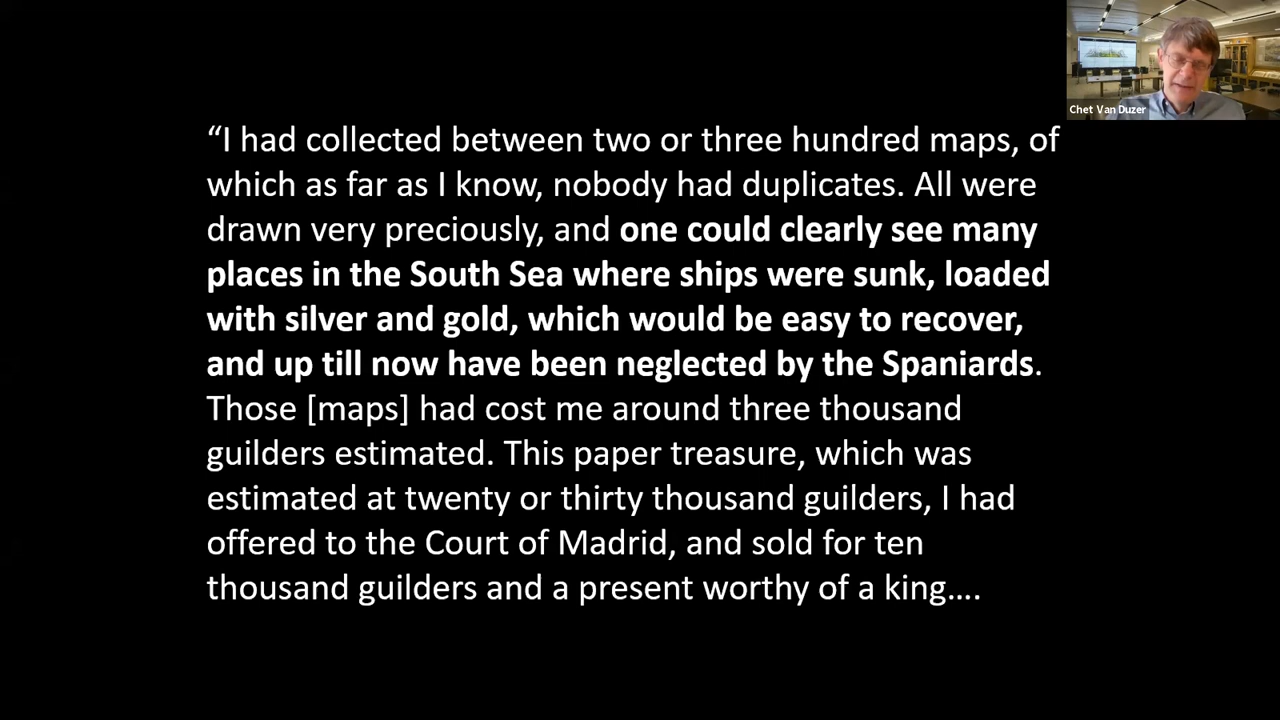 Chet Van Duzer
“I had collected between two or three hundred maps, of
which as far as I know, nobody had duplicates. All were
drawn very preciously, and one could clearly see many
places in the South Sea where ships were sunk, loaded
with silver and gold, which would be easy to recover,
and up till now have been neglected by the Spaniards.
Those [maps] had cost me around three thousand
guilders estimated. This paper treasure, which was
estimated at twenty or thirty thousand guilders, I had
offered to the Court of Madrid, and sold for ten
thousand guilders and a present worthy of a king….